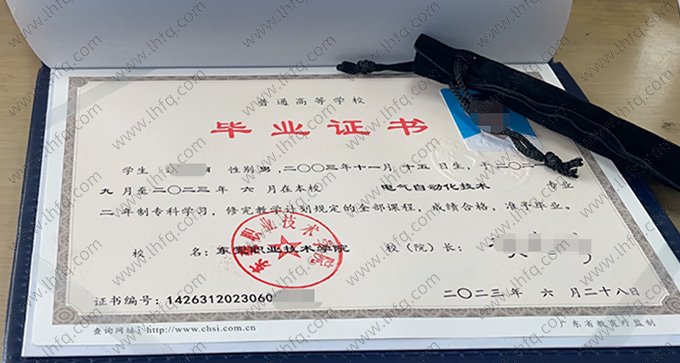 普通高等学校
毕业证书
学生 性别男,二〇〇三年十一月十五日生,于二〇一
九月至二〇二三年 六月在本校 电气自动化技术 专业
二年制专科学习,修完教学计划规定的全部课程,成绩合格,准予毕业。
校 名:东莞职业技术学院 校(院)长:
证书编号:1426312023060
二〇二三年 六月二十八日
查询网址:http://www.chsi.com.cn
广东省教育厅监制
www.lhfq.com